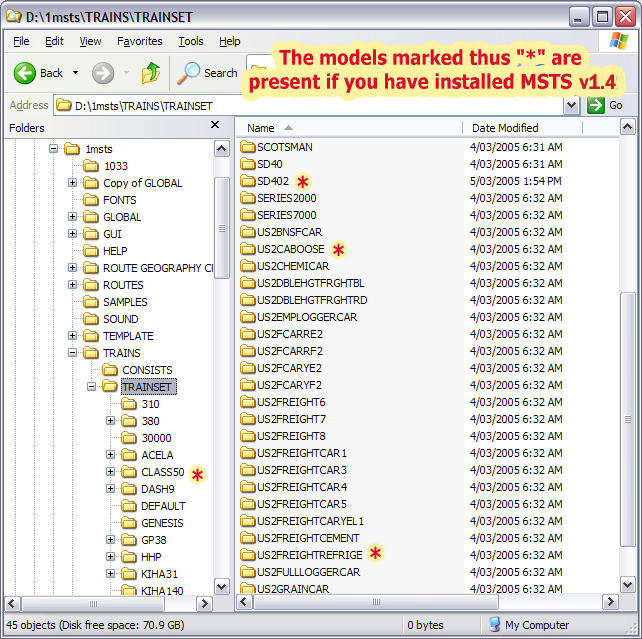 D:\1msts\TRAINS\TRAINSET
File Edit View Favorites Tools Help
Back Search
The models marked thus "*" are
present if you have installed MSTS v1.4
Address D:\1msts\TRAINS\TRAINSET Go
Folders
1msts
1033
Copy of GLOBAL
FONTS
GLOBAL
GUI
HELP
ROUTE GEOGRAPHY
ROUTES
SAMPLES
SOUND
TEMPLATE
TRAINS
CONSISTS
TRAINSET
310
380
30000
ACELA
CLASS50 *
DASH9
DEFAULT
GENESIS
GP38
HHP
KIHA31
KIHA140
Name Date Modified
SCOTSMAN 4/03/2005 6:31 AM
SD40 4/03/2005 6:31 AM
SD402 * 5/03/2005 1:54 PM
SERIES2000 4/03/2005 6:32 AM
SERIES7000 4/03/2005 6:32 AM
US2BNSFCAR 4/03/2005 6:32 AM
US2CABOOSE * 4/03/2005 6:32 AM
US2CHEMICAR 4/03/2005 6:32 AM
US2DBLEHGTFRGHTBL 4/03/2005 6:32 AM
US2DBLEHGTFRGHTRD 4/03/2005 6:32 AM
US2EMPLOGGERCAR 4/03/2005 6:32 AM
US2FCARRE2 4/03/2005 6:32 AM
US2FCARRF2 4/03/2005 6:32 AM
US2FCARYE2 4/03/2005 6:32 AM
US2FCARYF2 4/03/2005 6:32 AM
US2FREIGHT6 4/03/2005 6:32 AM
US2FREIGHT7 4/03/2005 6:32 AM
US2FREIGHT8 4/03/2005 6:32 AM
US2FREIGHTCAR1 4/03/2005 6:32 AM
US2FREIGHTCAR3 4/03/2005 6:32 AM
US2FREIGHTCAR4 4/03/2005 6:32 AM
US2FREIGHTCAR5 4/03/2005 6:32 AM
US2FREIGHTCARYEL1 4/03/2005 6:32 AM
US2FREIGHTCEMENT 4/03/2005 6:32 AM
US2FREIGHTREFRIGE * 4/03/2005 6:32 AM
US2FULLLOGGERCAR 4/03/2005 6:32 AM
US2GRAINCAR 4/03/2005 6:32 AM
45 objects (Disk free space: 70.9 GB) 0 bytes My Computer